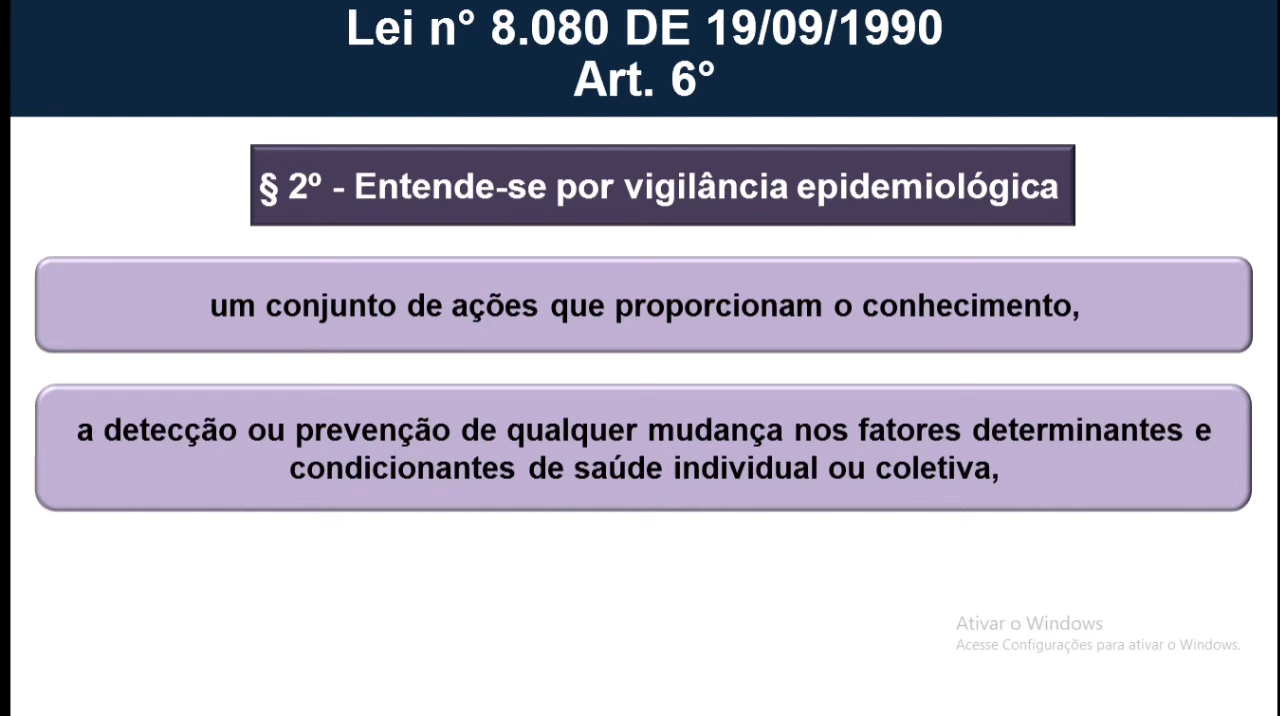 Lei n° 8.080 DE 19/09/1990
Art. 6°
§ 2º - Entende-se por vigilância epidemiológica
um conjunto de ações que proporcionam o conhecimento,
a detecção ou prevenção de qualquer mudança nos fatores determinantes e
condicionantes de saúde individual ou coletiva,
Ativar o Windows
Acesse Configurações para ativar o Windows.